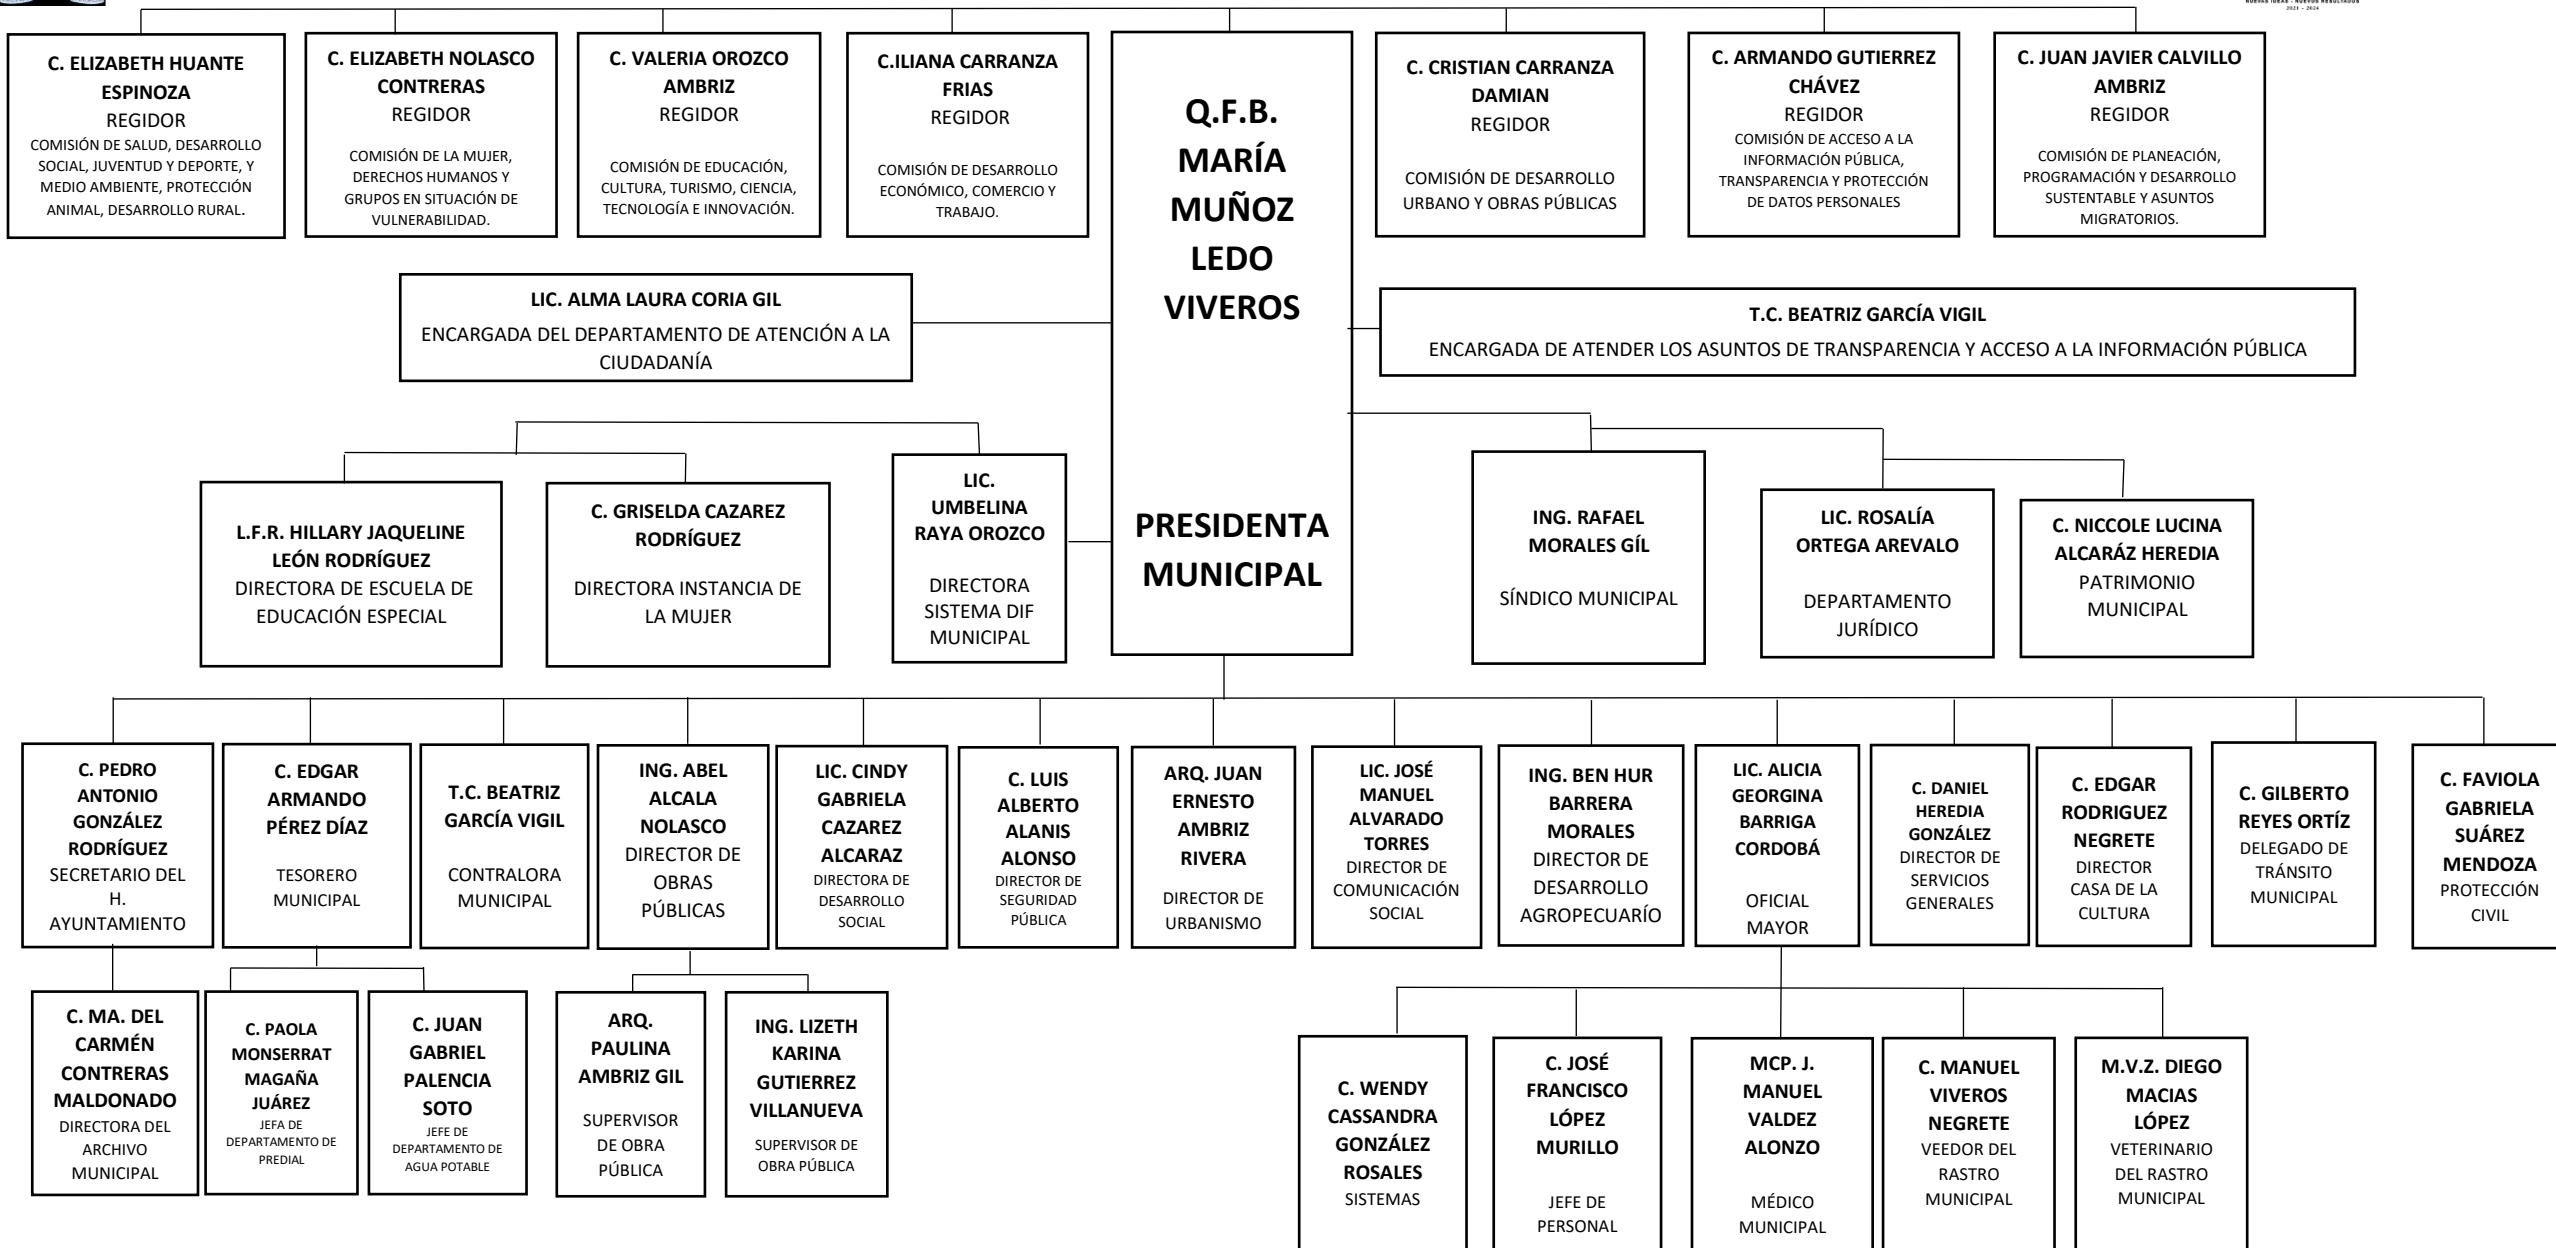 NUEVAS IDEAS - NUEVOS RESULTADOS
2021 - 2024
C. ELIZABETH HUANTE
ESPINOZA
REGIDOR
COMISIÓN DE SALUD, DESARROLLO
SOCIAL, JUVENTUD Y DEPORTE, Y
MEDIO AMBIENTE, PROTECCIÓN
ANIMAL, DESARROLLO RURAL.
C. ELIZABETH NOLASCO
CONTRERAS
REGIDOR
COMISIÓN DE LA MUJER,
DERECHOS HUMANOS Y
GRUPOS EN SITUACIÓN DE
VULNERABILIDAD.
C. VALERIA OROZCO
AMBRIZ
REGIDOR
COMISIÓN DE EDUCACIÓN,
CULTURA, TURISMO, CIENCIA,
TECNOLOGÍA E INNOVACIÓN.
C.ILIANA CARRANZA
FRIAS
REGIDOR
COMISIÓN DE DESARROLLO
ECONÓMICO, COMERCIO Y
TRABAJO.
Q.F.B.
MARÍA
MUÑOZ
LEDO
VIVEROS
PRESIDENTA
MUNICIPAL
C. CRISTIAN CARRANZA
DAMIAN
REGIDOR
COMISIÓN DE DESARROLLO
URBANO Y OBRAS PÚBLICAS
C. ARMANDO GUTIERREZ
CHÁVEZ
REGIDOR
COMISIÓN DE ACCESO A LA
INFORMACIÓN PÚBLICA,
TRANSPARENCIA Y PROTECCIÓN
DE DATOS PERSONALES
C. JUAN JAVIER CALVILLO
AMBRIZ
REGIDOR
COMISIÓN DE PLANEACIÓN,
PROGRAMACIÓN Y DESARROLLO
SUSTENTABLE Y ASUNTOS
MIGRATORIOS.
LIC. ALMA LAURA CORIA GIL
ENCARGADA DEL DEPARTAMENTO DE ATENCIÓN A LA
CIUDADANÍA
T.C. BEATRIZ GARCÍA VIGIL
ENCARGADA DE ATENDER LOS ASUNTOS DE TRANSPARENCIA Y ACCESO A LA INFORMACIÓN PÚBLICA
L.F.R. HILLARY JAQUELINE
LEÓN RODRÍGUEZ
DIRECTORA DE ESCUELA DE
EDUCACIÓN ESPECIAL
C. GRISELDA CAZAREZ
RODRÍGUEZ
DIRECTORA INSTANCIA DE
LA MUJER
LIC.
UMBELINA
RAYA OROZCO
DIRECTORA
SISTEMA DIF
MUNICIPAL
ING. RAFAEL
MORALES GÍL
SÍNDICO MUNICIPAL
LIC. ROSALÍA
ORTEGA AREVALO
DEPARTAMENTO
JURÍDICO
C. NICCOLE LUCINA
ALCARÁZ HEREDIA
PATRIMONIO
MUNICIPAL
C. PEDRO
ANTONIO
GONZÁLEZ
RODRÍGUEZ
SECRETARIO DEL
H.
AYUNTAMIENTO
C. EDGAR
ARMANDO
PÉREZ DÍAZ
TESORERO
MUNICIPAL
T.C. BEATRIZ
GARCÍA VIGIL
CONTRALORA
MUNICIPAL
ING. ABEL
ALCALA
NOLASCO
DIRECTOR DE
OBRAS
PÚBLICAS
LIC. CINDY
GABRIELA
CAZAREZ
ALCARAZ
DIRECTORA DE
DESARROLLO
SOCIAL
C. LUIS
ALBERTO
ALANIS
ALONSO
DIRECTOR DE
SEGURIDAD
PÚBLICA
ARQ. JUAN
ERNESTO
AMBRIZ
RIVERA
DIRECTOR DE
URBANISMO
LIC. JOSÉ
MANUEL
ALVARADO
TORRES
DIRECTOR DE
COMUNICACIÓN
SOCIAL
ING. BEN HUR
BARRERA
MORALES
DIRECTOR DE
DESARROLLO
AGROPECUARÍO
LIC. ALICIA
GEORGINA
BARRIGA
CORDOBÁ
OFICIAL
MAYOR
C. DANIEL
HEREDIA
GONZÁLEZ
DIRECTOR DE
SERVICIOS
GENERALES
C. EDGAR
RODRIGUEZ
NEGRETE
DIRECTOR
CASA DE LA
CULTURA
C. GILBERTO
REYES ORTÍZ
DELEGADO DE
TRÁNSITO
MUNICIPAL
C. FAVIOLA
GABRIELA
SUÁREZ
MENDOZA
PROTECCIÓN
CIVIL
C. MA. DEL
CARMÉN
CONTRERAS
MALDONADO
DIRECTORA DEL
ARCHIVO
MUNICIPAL
C. PAOLA
MONSERRAT
MAGAÑA
JUÁREZ
JEFA DE
DEPARTAMENTO DE
PREDIAL
C. JUAN
GABRIEL
PALENCIA
SOTO
JEFE DE
DEPARTAMENTO DE
AGUA POTABLE
ARQ.
PAULINA
AMBRIZ GIL
SUPERVISOR
DE OBRA
PÚBLICA
ING. LIZETH
KARINA
GUTIERREZ
VILLANUEVA
SUPERVISOR DE
OBRA PÚBLICA
C. WENDY
CASSANDRA
GONZÁLEZ
ROSALES
SISTEMAS
C. JOSÉ
FRANCISCO
LÓPEZ
MURILLO
JEFE DE
PERSONAL
MCP. J.
MANUEL
VALDEZ
ALONZO
MÉDICO
MUNICIPAL
C. MANUEL
VIVEROS
NEGRETE
VEEDOR DEL
RASTRO
MUNICIPAL
M.V.Z. DIEGO
MACIAS
LÓPEZ
VETERINARIO
DEL RASTRO
MUNICIPAL